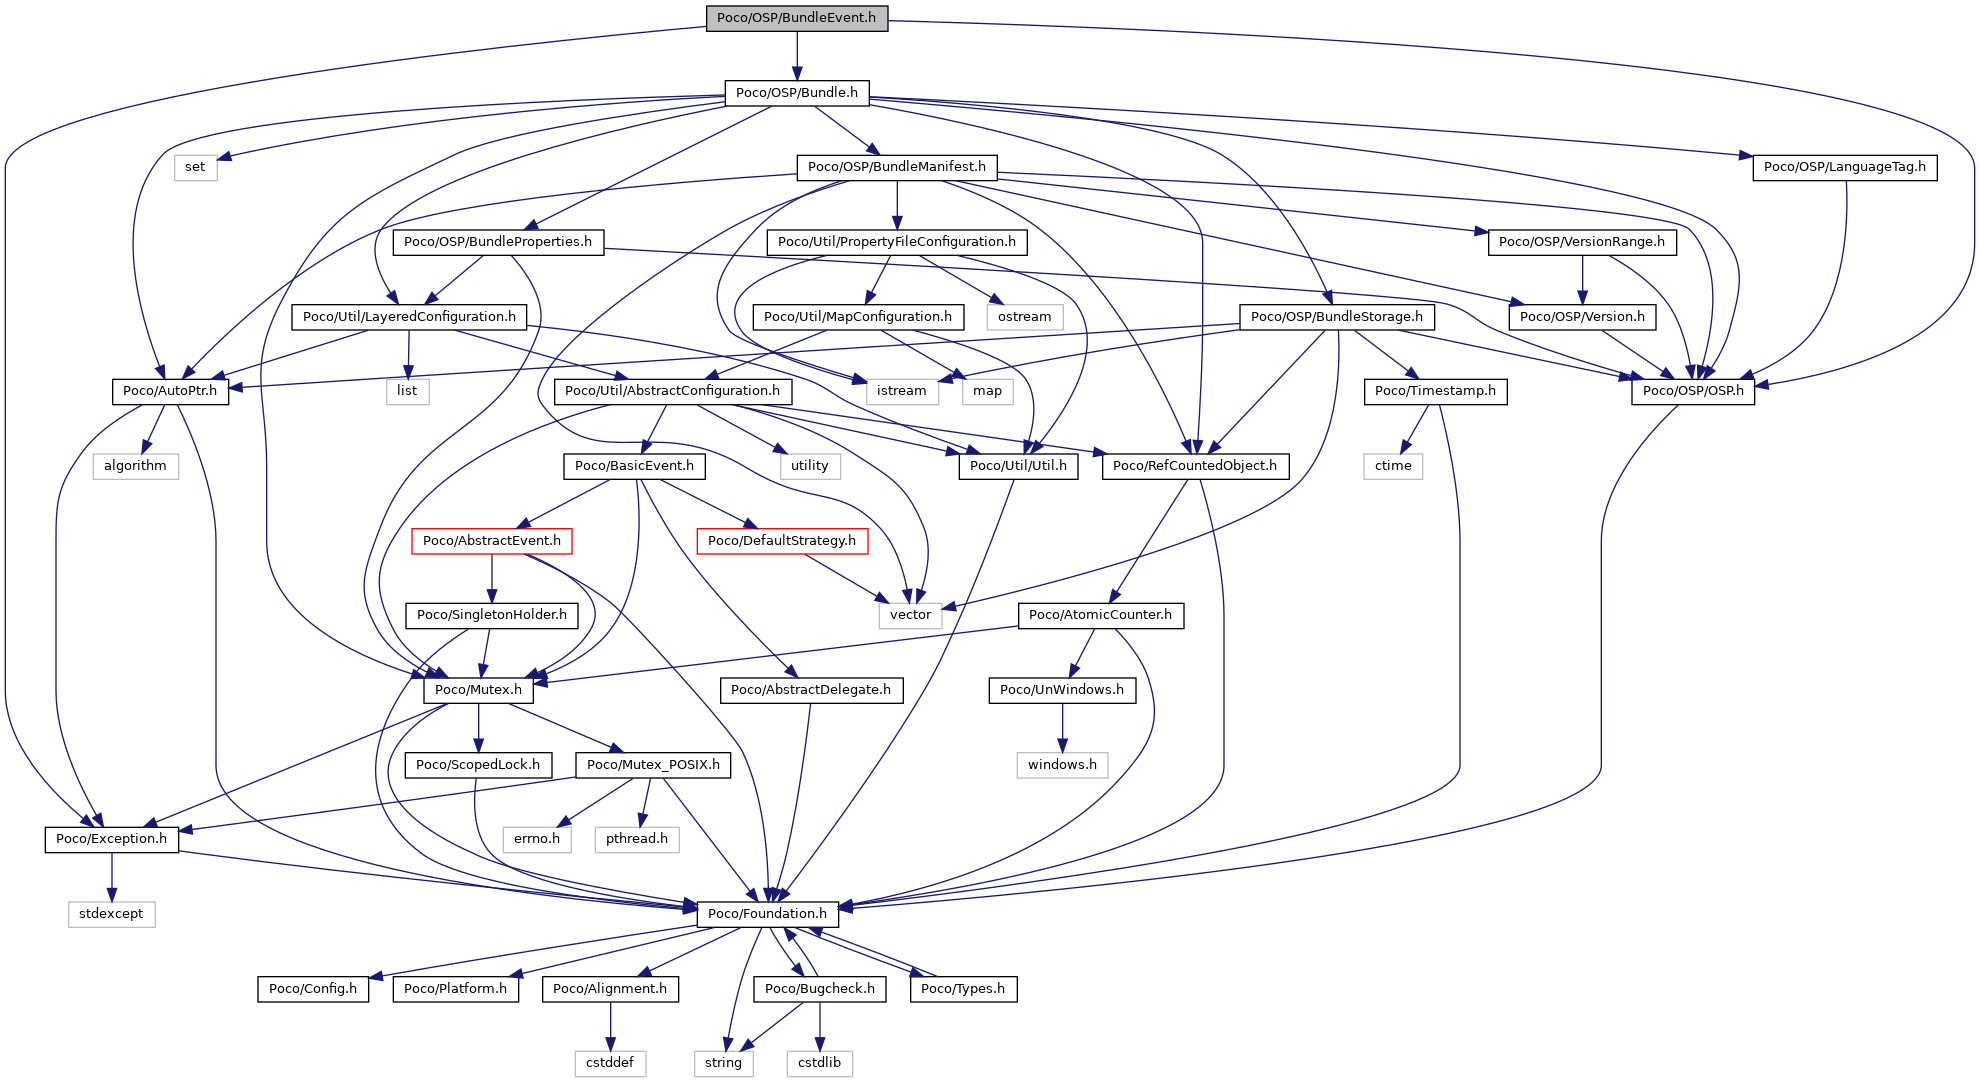 Poco/OSP/BundleEvent.h
Poco/OSP/Bundle.h
set
Poco/OSP/BundleManifest.h
Poco/OSP/LanguageTag.h
Poco/OSP/BundleProperties.h
Poco/Util/PropertyFileConfiguration.h
Poco/OSP/VersionRange.h
Poco/Util/LayeredConfiguration.h
Poco/Util/MapConfiguration.h
ostream
Poco/OSP/BundleStorage.h
Poco/OSP/Version.h
Poco/AutoPtr.h
list
Poco/Util/AbstractConfiguration.h
istream
map
Poco/Timestamp.h
Poco/OSP/OSP.h
algorithm
Poco/BasicEvent.h
utility
Poco/Util/Util.h
Poco/RefCountedObject.h
ctime
Poco/AbstractEvent.h
Poco/DefaultStrategy.h
Poco/SingletonHolder.h
vector
Poco/AtomicCounter.h
Poco/Mutex.h
Poco/AbstractDelegate.h
Poco/UnWindows.h
Poco/ScopedLock.h
Poco/Mutex_POSIX.h
windows.h
Poco/Exception.h
errno.h
pthread.h
stdexcept
Poco/Foundation.h
Poco/Config.h
Poco/Platform.h
Poco/Alignment.h
Poco/Bugcheck.h
Poco/Types.h
cstddef
string
cstdlib